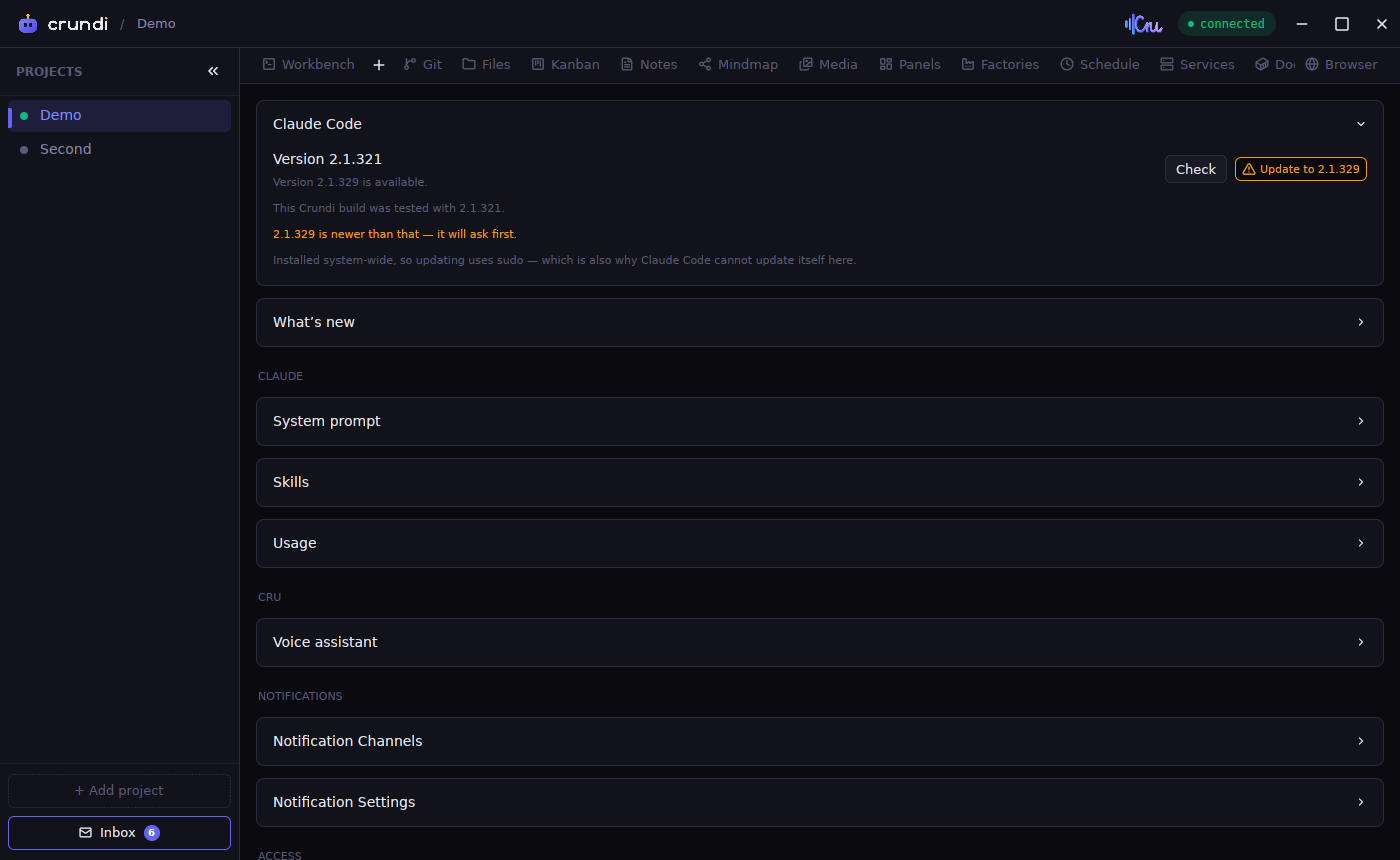 crundi / Demo
Cru
connected
PROJECTS
Workbench
Git
Files
Kanban
Notes
Mindmap
Media
Panels
Factories
Schedule
Services
Browser
Demo
Second
Claude Code
Version 2.1.321
Version 2.1.329 is available.
Check
Update to 2.1.329
This Crundi build was tested with 2.1.321.
2.1.329 is newer than that — it will ask first.
Installed system-wide, so updating uses sudo — which is also why Claude Code cannot update itself here.
What’s new
CLAUDE
System prompt
Skills
Usage
CRU
Voice assistant
NOTIFICATIONS
Notification Channels
Notification Settings
ACCESS
+ Add project
Inbox 6